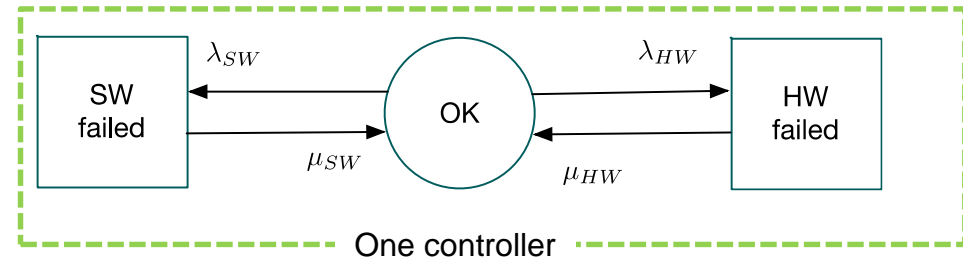 λ_SW
λ_HW
SW
failed
OK
HW
failed
μ_SW
μ_HW
One controller